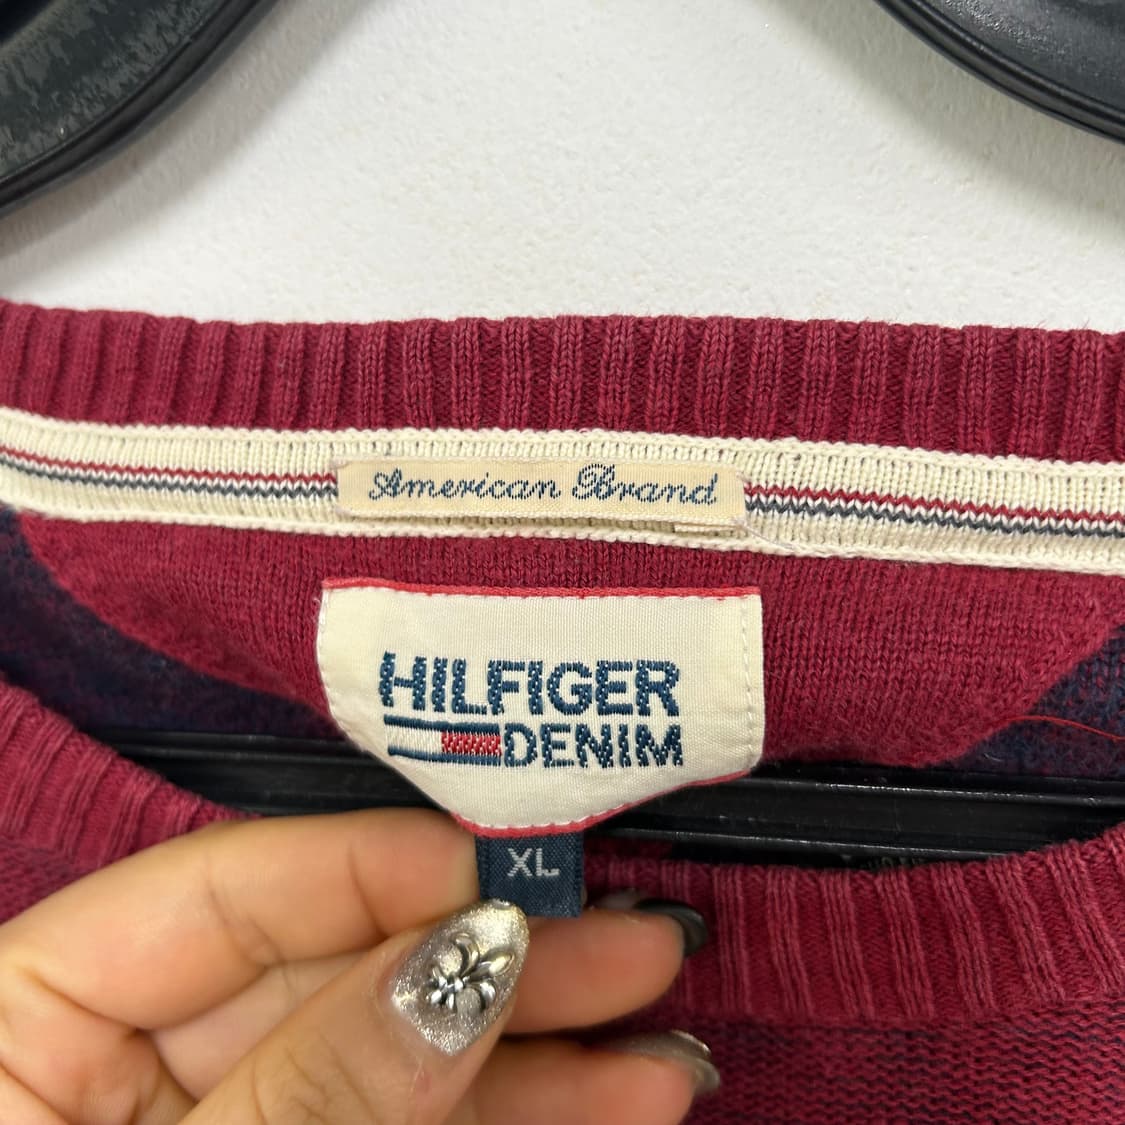 American Brand
HILFIGER
DENIM
XL